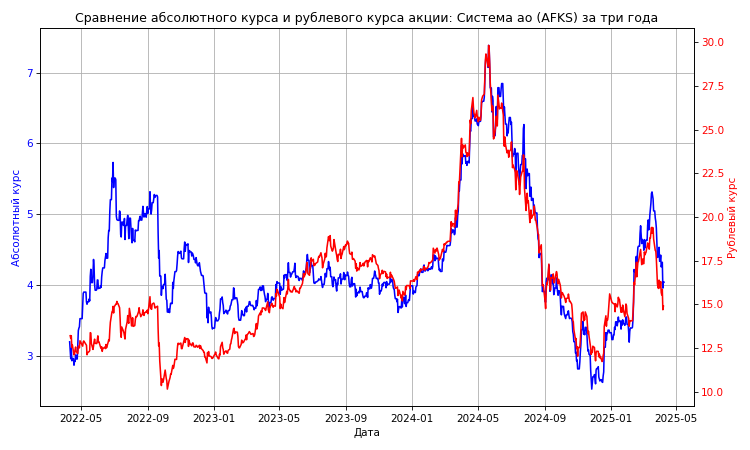 Сравнение абсолютного курса и рублевого курса акции: Система ао (AFKS) за три года
Абсолютный курс
7
6
5
4
3
30.0
27.5
25.0
22.5
20.0
17.5
15.0
12.5
10.0
Рублевый курс
2022-05 2022-09 2023-01 2023-05 2023-09 2024-01 2024-05 2024-09 2025-01 2025-05
Дата